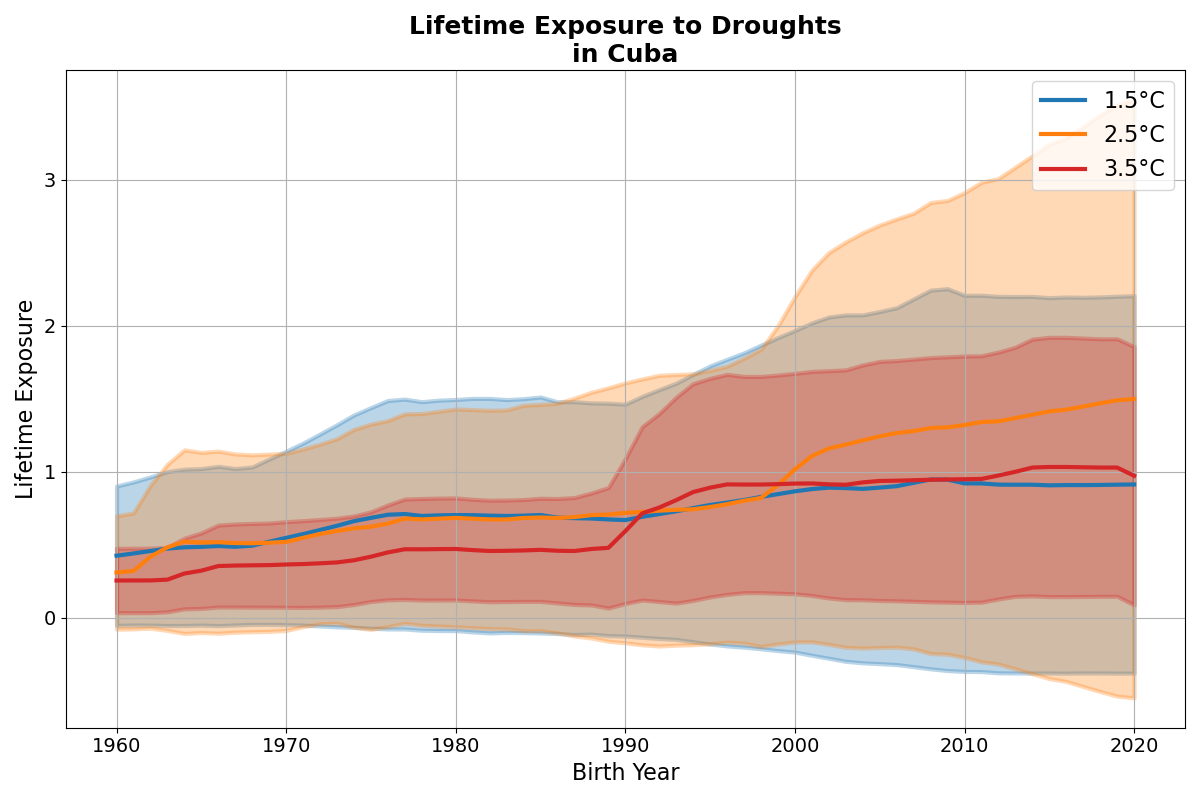 Lifetime Exposure to Droughts
in Cuba
1.5°C
2.5°C
3.5°C
Lifetime Exposure
3
2
1
0
1960 1970 1980 1990 2000 2010 2020
Birth Year